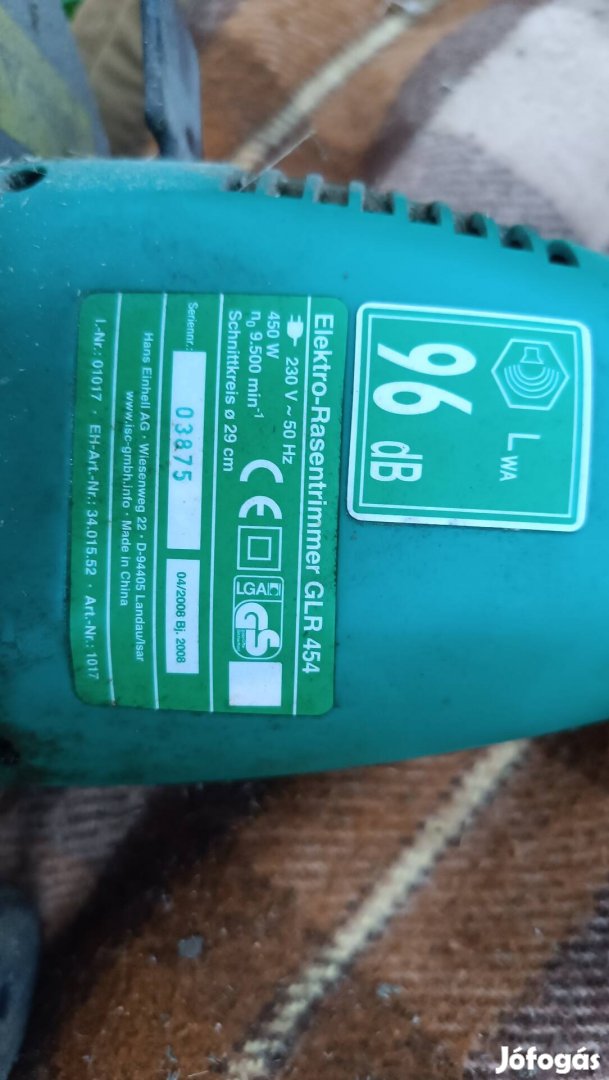 Elektro-Rasentrimmer GLR 454
230 V ~ 50 Hz
450 W
n0 9.500 min-1
Schnittkreis ø 29 cm
CE
LGA
GS
Seriennr.:
03875
04/2008 Bj. 2008
Hans Einhell AG · Wiesenweg 22 · D-94405 Landau/Isar
www.isc-gmbh.info · Made in China
I.-Nr.: 01017 · EH-Art.-Nr.: 34.015.52 · Art.-Nr.: 1017
LWA
96 dB
Jófogás